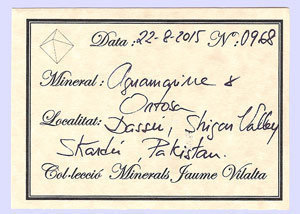 Data: 22-8-2015 Nº: 0968
Mineral: Aguamarine &
Ortosa
Localitat: Dassu, Shigar Valley
Skardu, Pakistan.
Col·lecció Minerals Jaume Vilalta